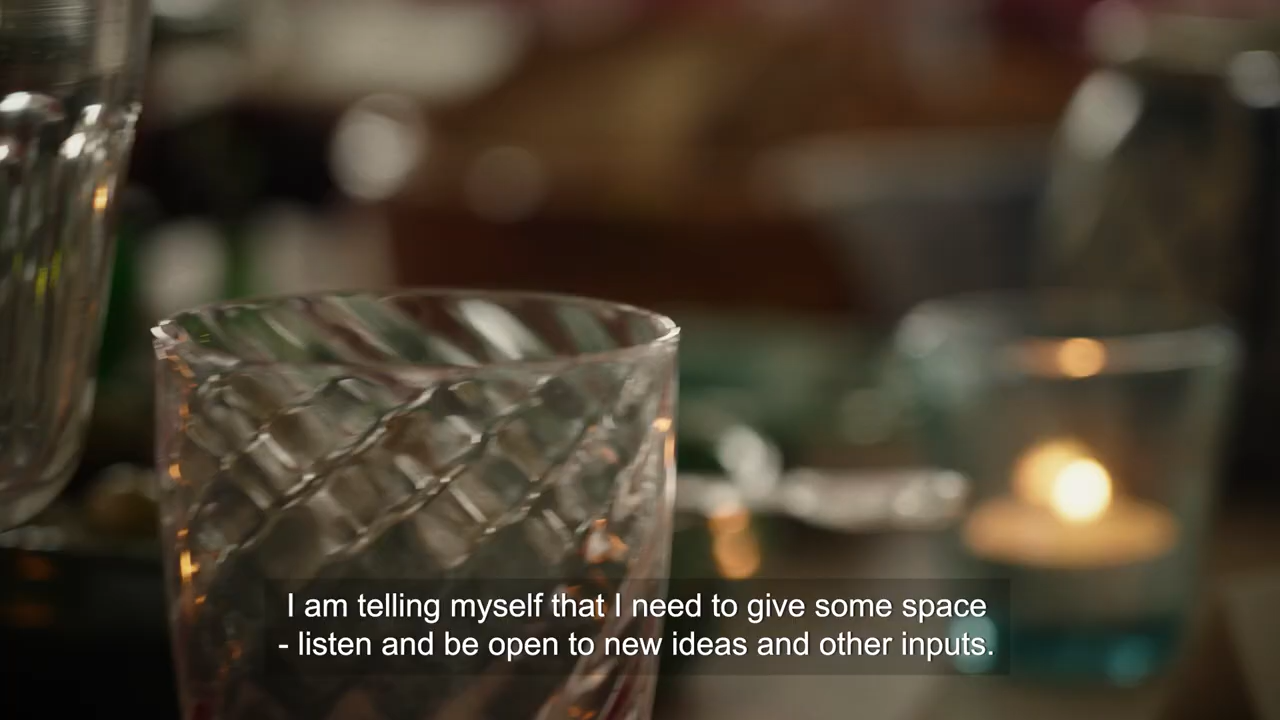 I am telling myself that I need to give some space
- listen and be open to new ideas and other inputs.